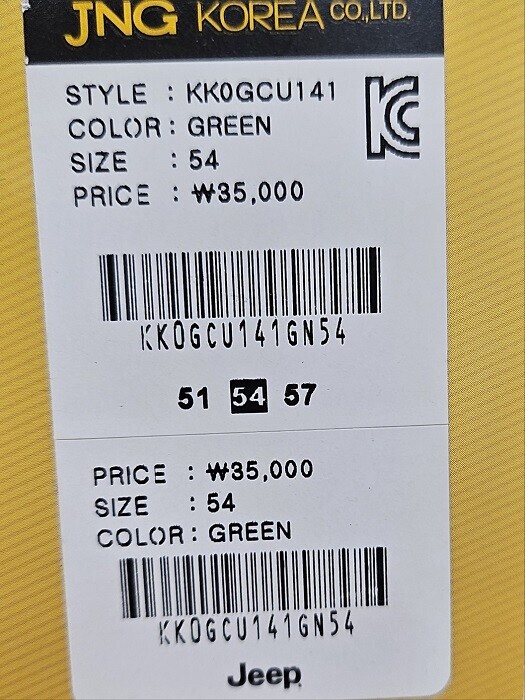 JNG KOREA CO.,LTD.
STYLE : KK0GCU141
COLOR : GREEN
SIZE : 54
PRICE : ₩35,000
KK0GCU141GN54
51 54 57
PRICE : ₩35,000
SIZE : 54
COLOR : GREEN
KK0GCU141GN54
Jeep